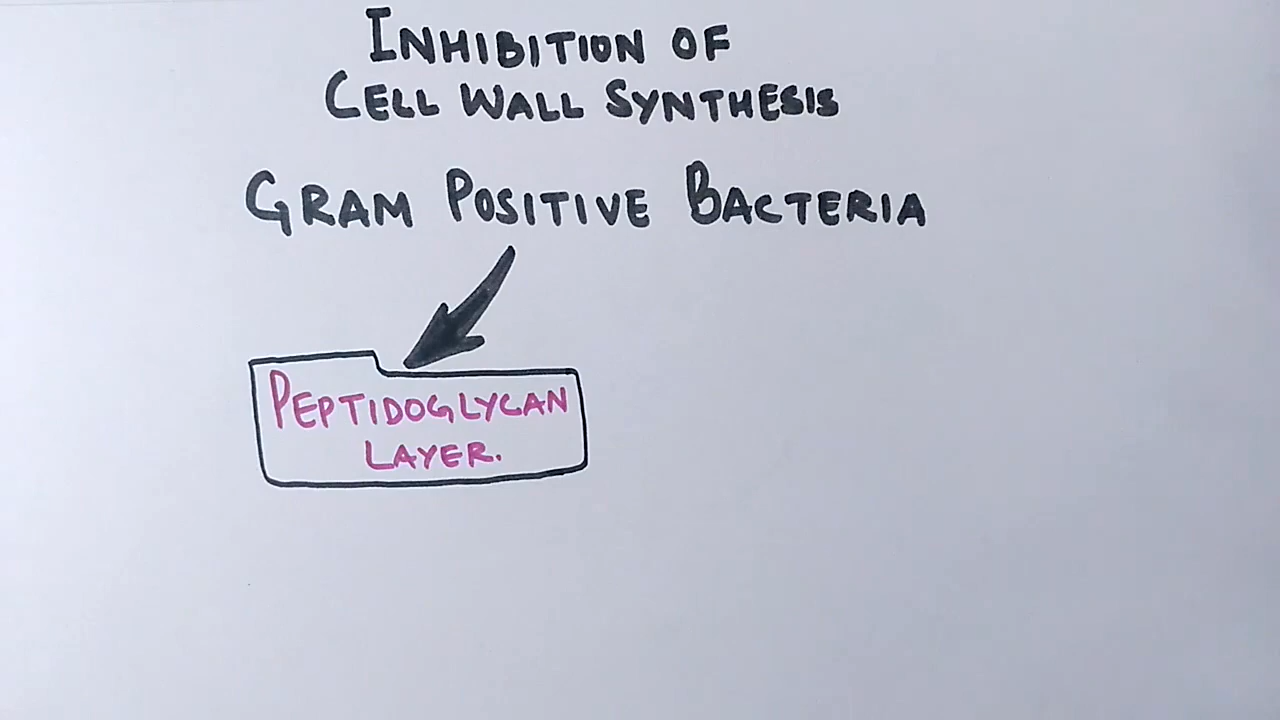 INHIBITION OF
CELL WALL SYNTHESIS
GRAM POSITIVE BACTERIA
PEPTIDOGLYCAN
LAYER.